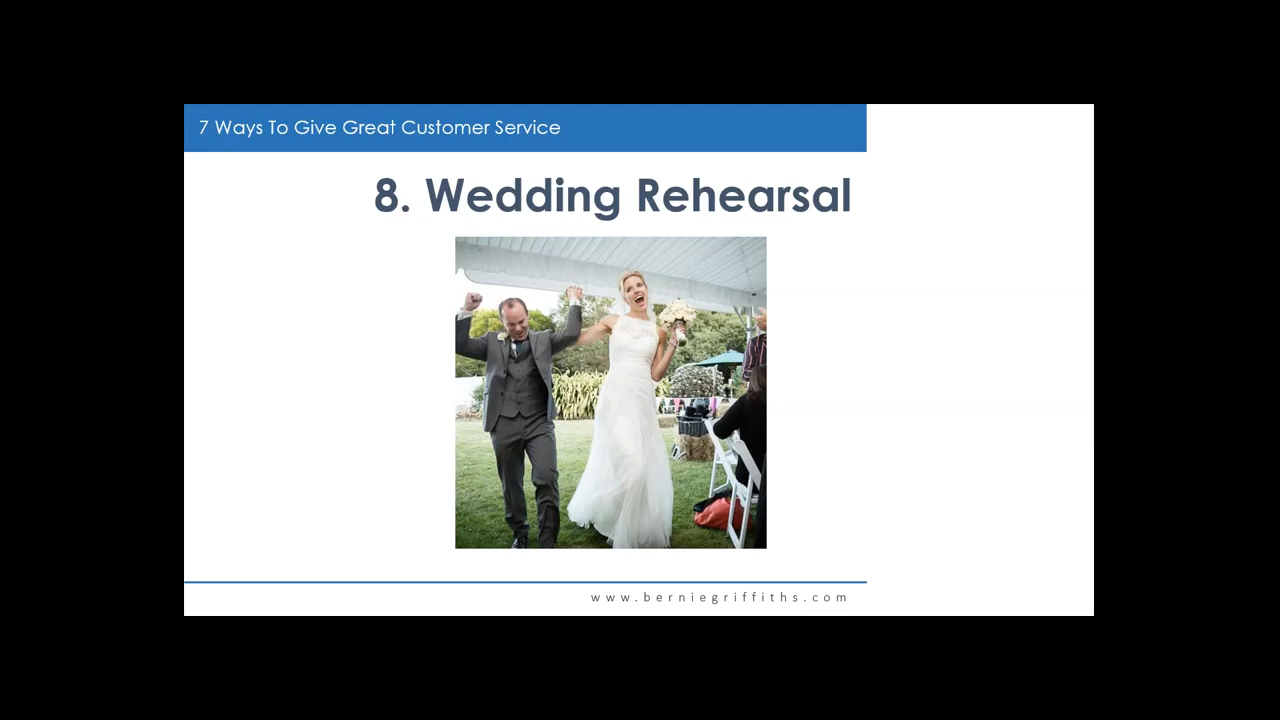 7 Ways To Give Great Customer Service
8. Wedding Rehearsal
www.berniegriffiths.com